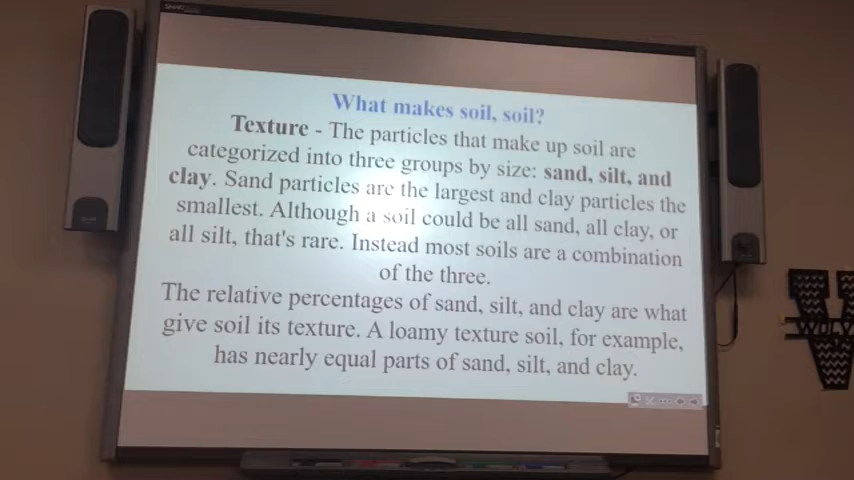 SMART
What makes soil, soil?
Texture - The particles that make up soil are
categorized into three groups by size: sand, silt, and
clay. Sand particles are the largest and clay particles the
smallest. Although a soil could be all sand, all clay, or
all silt, that's rare. Instead most soils are a combination
of the three.
The relative percentages of sand, silt, and clay are what
give soil its texture. A loamy texture soil, for example,
has nearly equal parts of sand, silt, and clay.